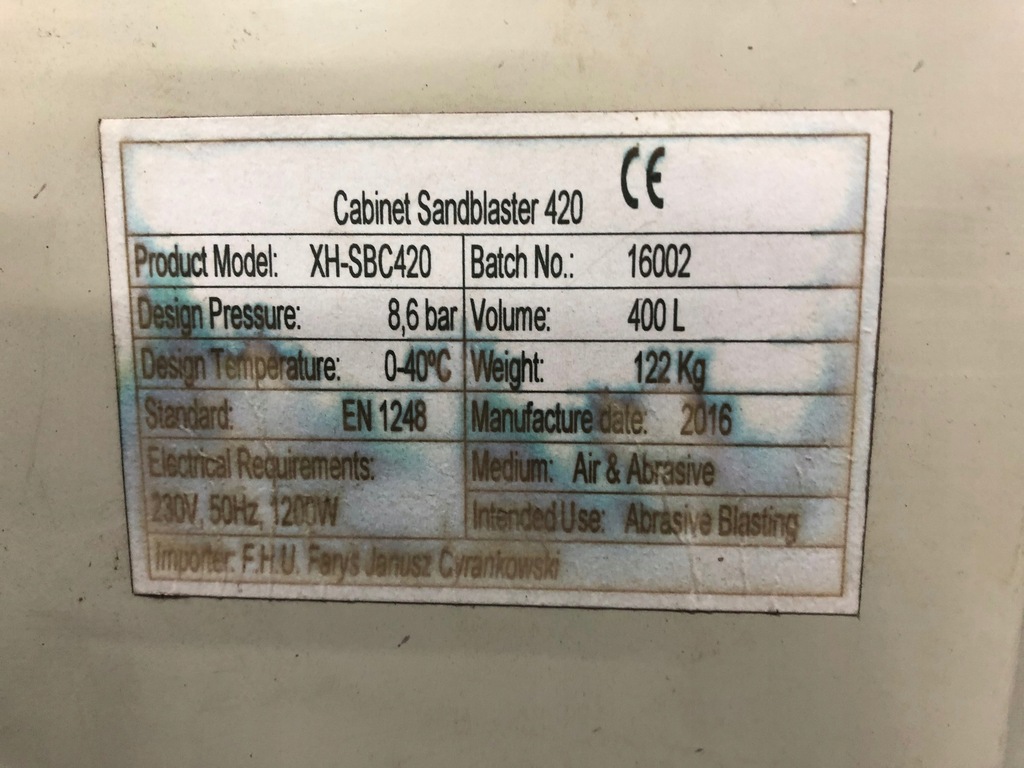 Cabinet Sandblaster 420 CE
Product Model: XH-SBC420 Batch No.: 16002
Design Pressure: 8,6 bar Volume: 400 L
Design Temperature: 0-40ºC Weight: 122 Kg
Standard: EN 1248 Manufacture date: 2016
Electrical Requirements: Medium: Air & Abrasive
230V, 50Hz, 1200W Intended Use: Abrasive Blasting
Importer: F.H.U. Farys Janusz Cyrankowski